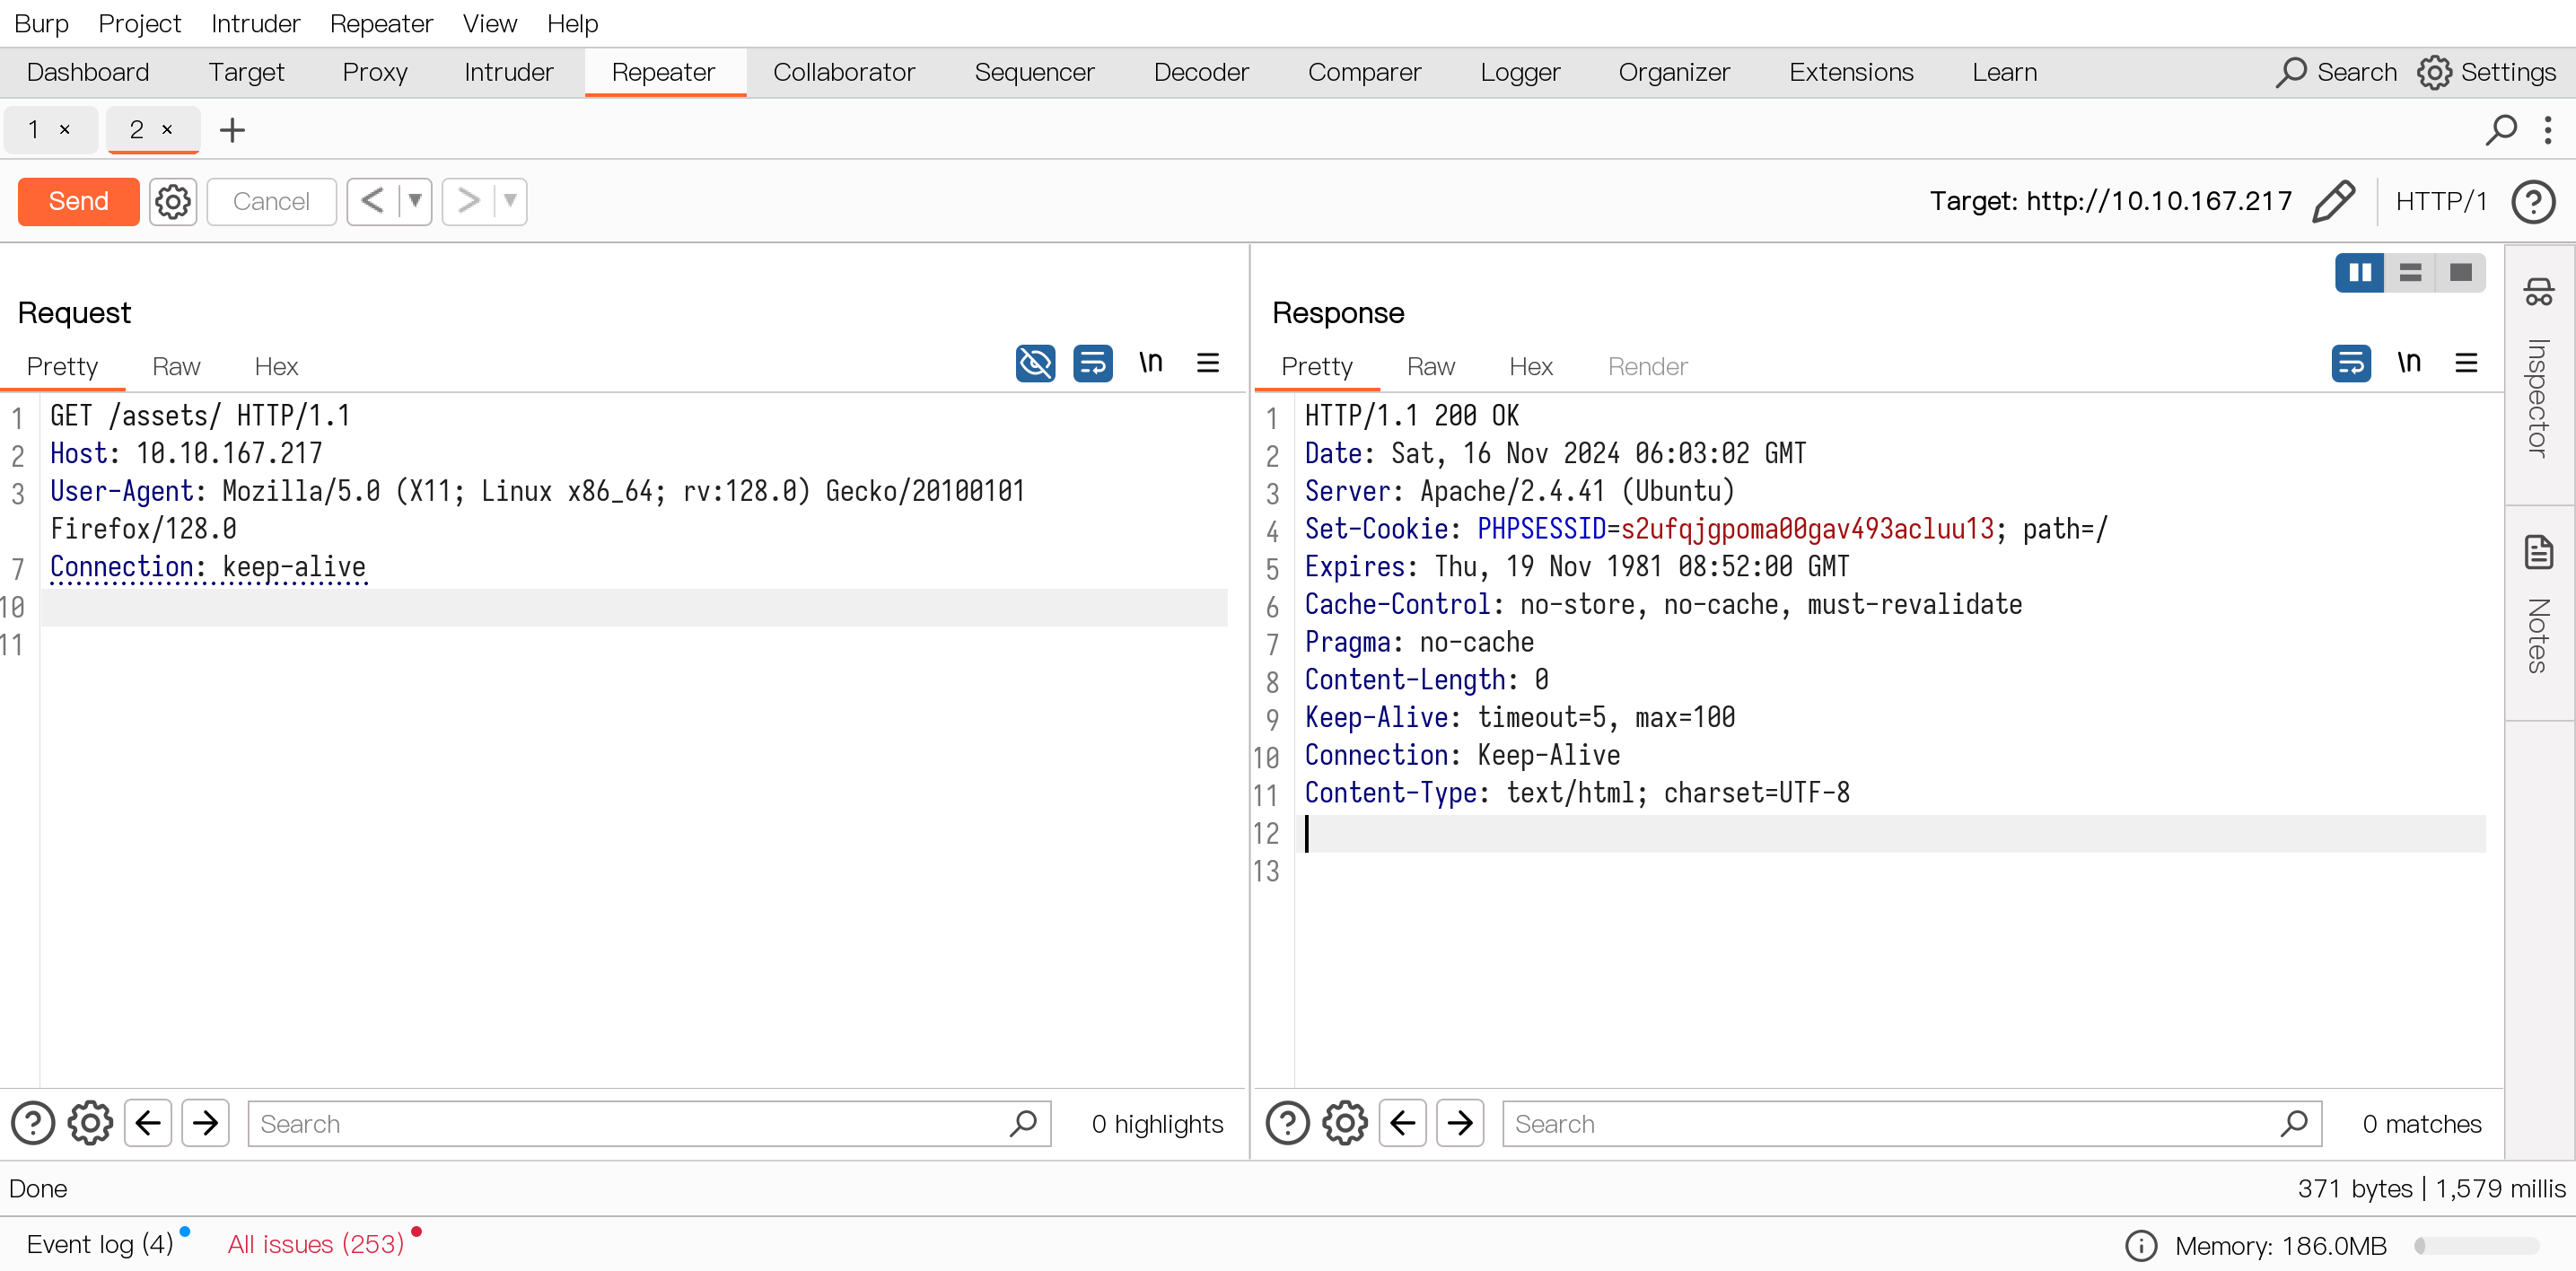 Burp Project Intruder Repeater View Help
Dashboard Target Proxy Intruder Repeater Collaborator Sequencer Decoder Comparer Logger Organizer Extensions Learn Search Settings
1 × 2 × +
Send Cancel < ▼ > ▼ Target: http://10.10.167.217 HTTP/1 ?
Request
Pretty Raw Hex \n
1 GET /assets/ HTTP/1.1
2 Host: 10.10.167.217
3 User-Agent: Mozilla/5.0 (X11; Linux x86_64; rv:128.0) Gecko/20100101
Firefox/128.0
7 Connection: keep-alive
10
11
? Search 0 highlights
Response
Pretty Raw Hex Render \n
1 HTTP/1.1 200 OK
2 Date: Sat, 16 Nov 2024 06:03:02 GMT
3 Server: Apache/2.4.41 (Ubuntu)
4 Set-Cookie: PHPSESSID=s2ufqjgpoma00gav493acluu13; path=/
5 Expires: Thu, 19 Nov 1981 08:52:00 GMT
6 Cache-Control: no-store, no-cache, must-revalidate
7 Pragma: no-cache
8 Content-Length: 0
9 Keep-Alive: timeout=5, max=100
10 Connection: Keep-Alive
11 Content-Type: text/html; charset=UTF-8
12
13
? Search 0 matches
Inspector
Notes
Done 371 bytes | 1,579 millis
Event log (4) All issues (253) Memory: 186.0MB